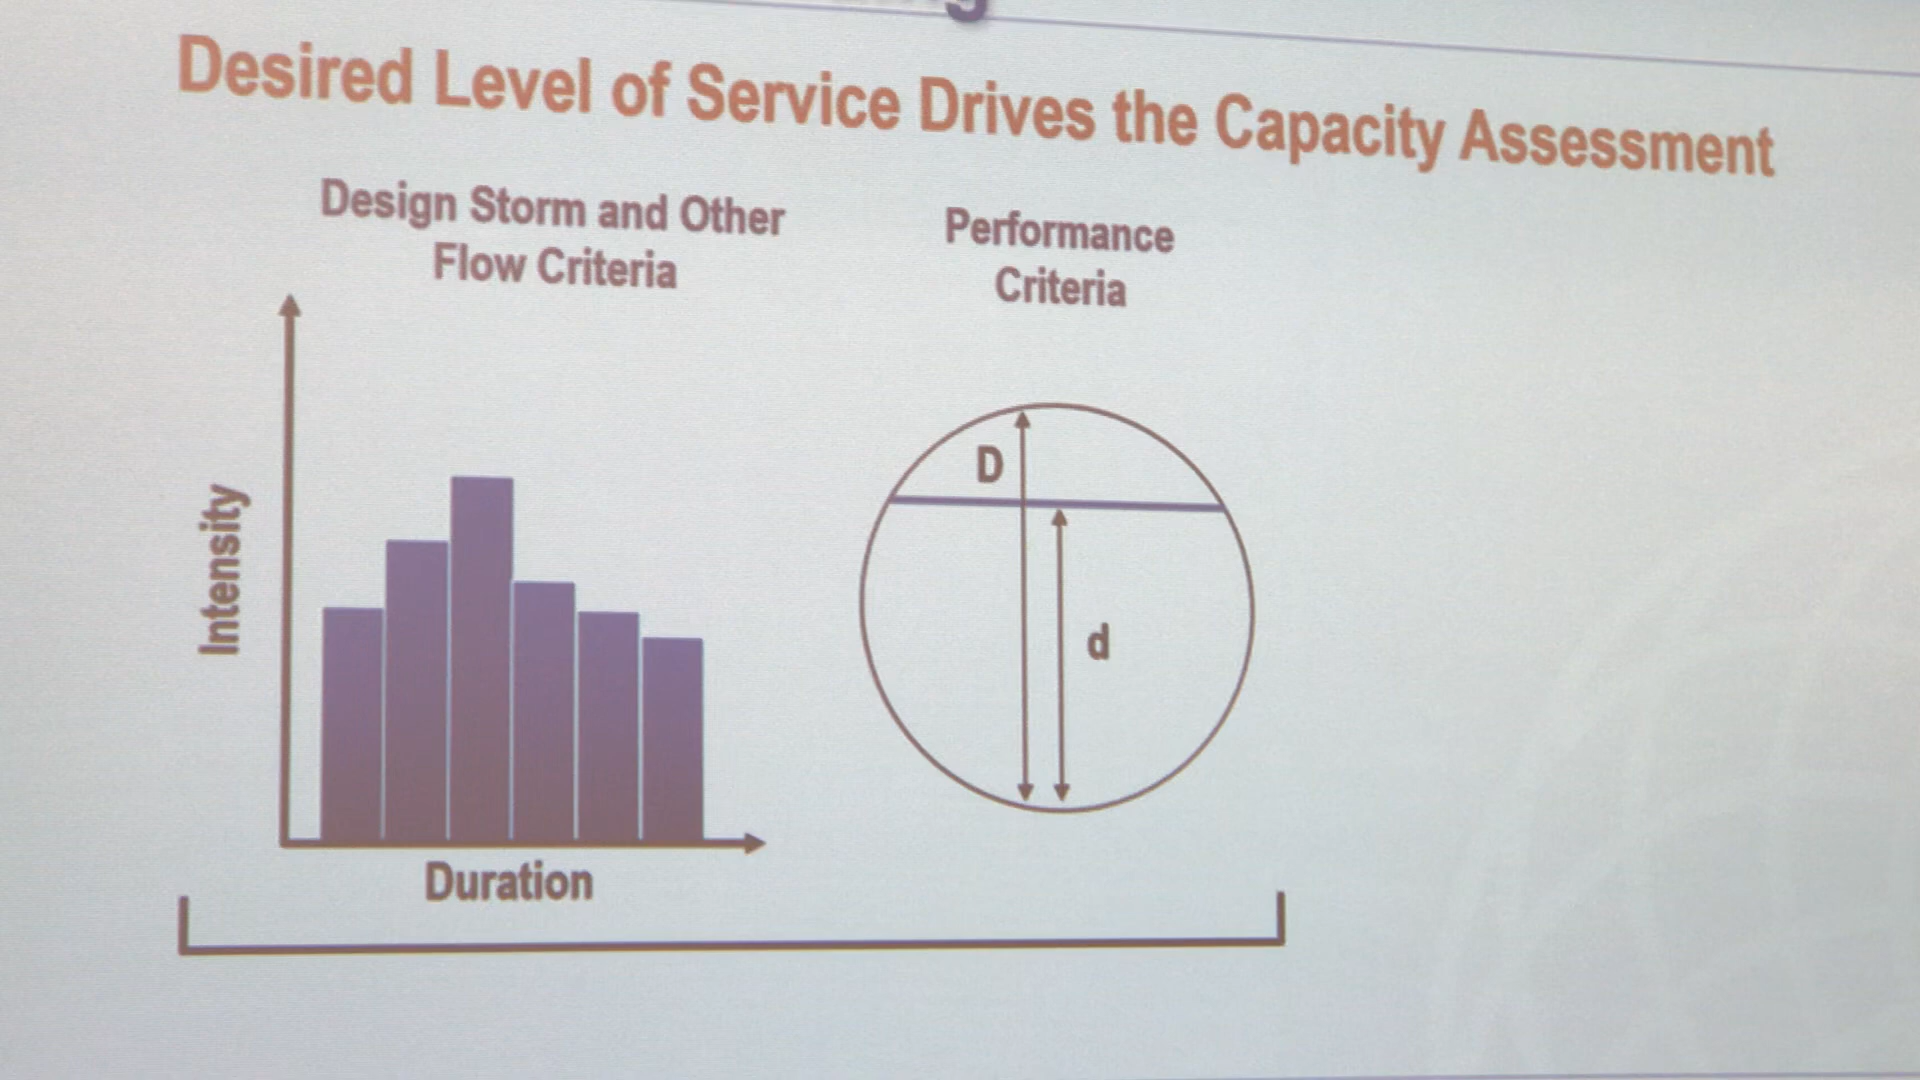 Desired Level of Service Drives the Capacity Assessment
Design Storm and Other
Flow Criteria
Performance
Criteria
Intensity
D
d
Duration